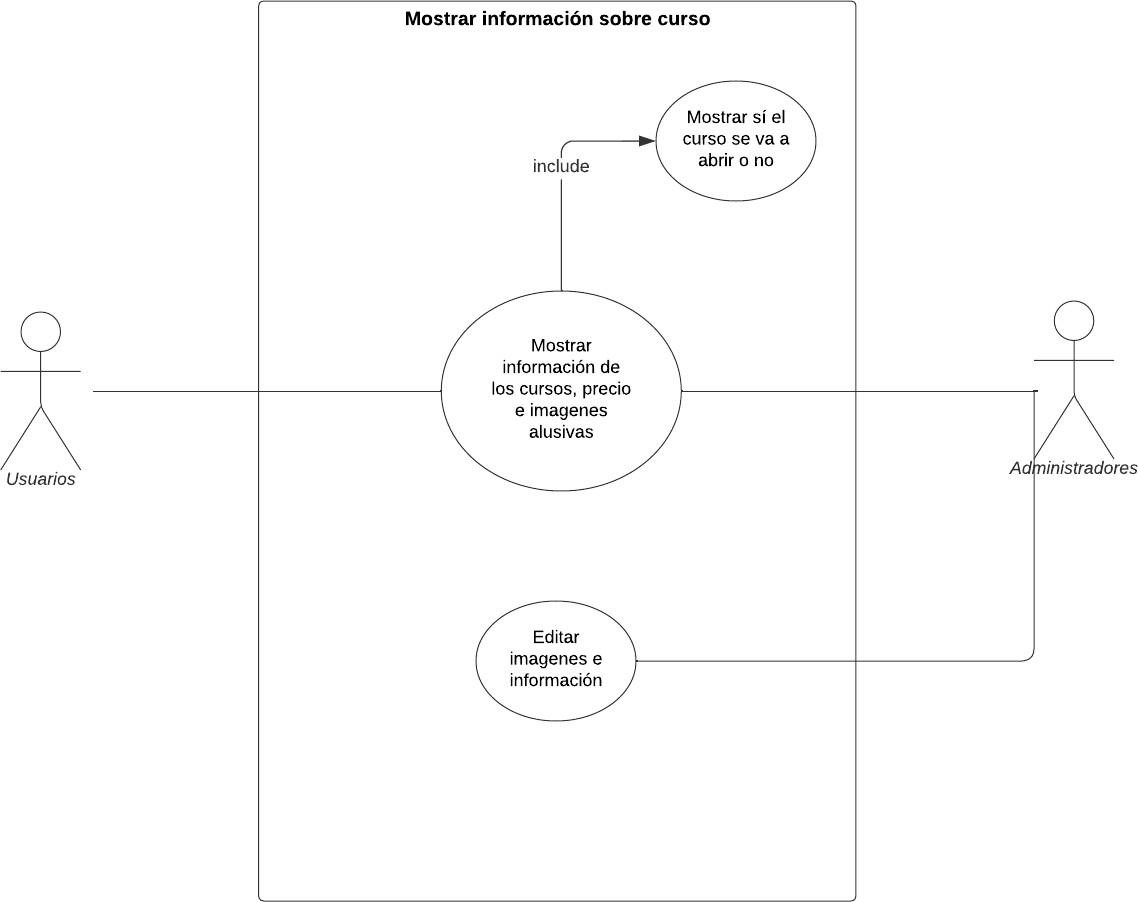 Mostrar información sobre curso
Mostrar sí el
curso se va a
abrir o no
include
Mostrar
información de
los cursos, precio
e imagenes
alusivas
Usuarios
Administradores
Editar
imagenes e
información